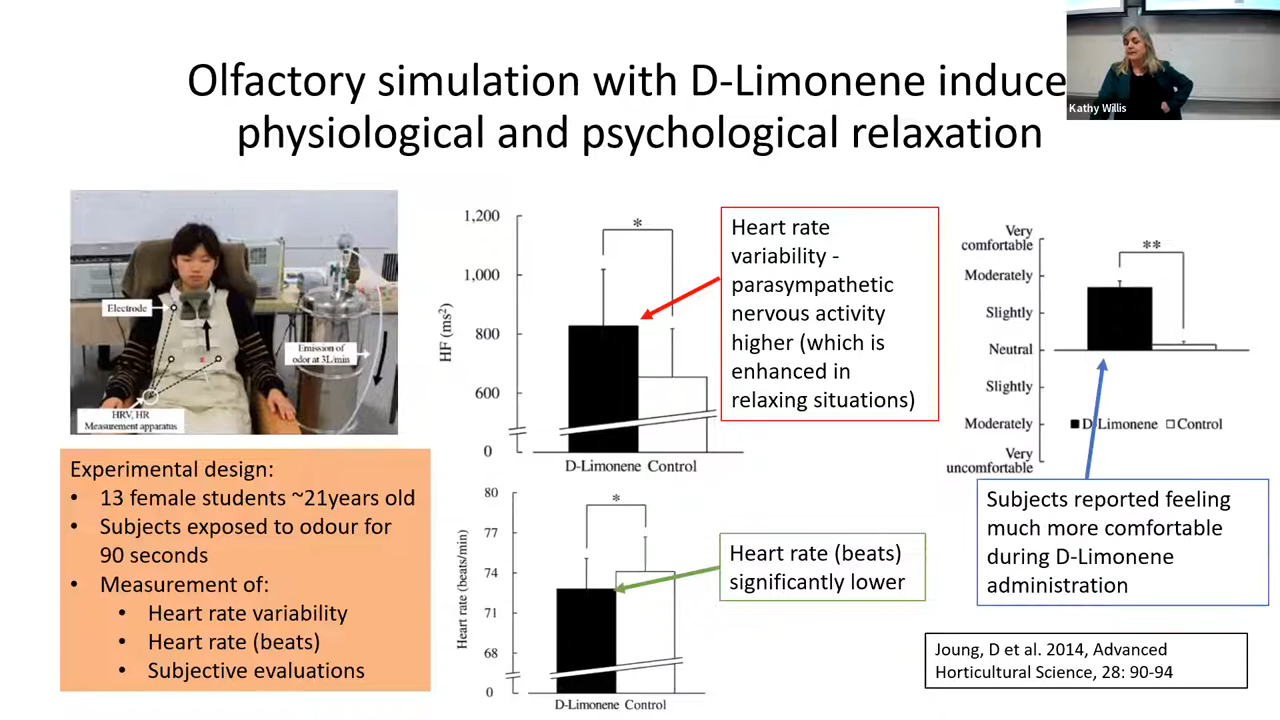 Olfactory simulation with D-Limonene induce
physiological and psychological relaxation
Kathy Willis
Electrode
Emission of
odor at 3L/min
HRV, HR
Measurement apparatus
Experimental design:
• 13 female students ~21years old
• Subjects exposed to odour for
90 seconds
• Measurement of:
• Heart rate variability
• Heart rate (beats)
• Subjective evaluations
HF (ms²)
1,200
1,000
800
600
0
*
D-Limonene Control
Heart rate
variability -
parasympathetic
nervous activity
higher (which is
enhanced in
relaxing situations)
Heart rate (beats/min)
80
77
74
71
68
0
*
D-Limonene Control
Heart rate (beats)
significantly lower
Very
comfortable
Moderately
Slightly
Neutral
Slightly
Moderately
Very
uncomfortable
**
■D-Limonene □Control
Subjects reported feeling
much more comfortable
during D-Limonene
administration
Joung, D et al. 2014, Advanced
Horticultural Science, 28: 90-94